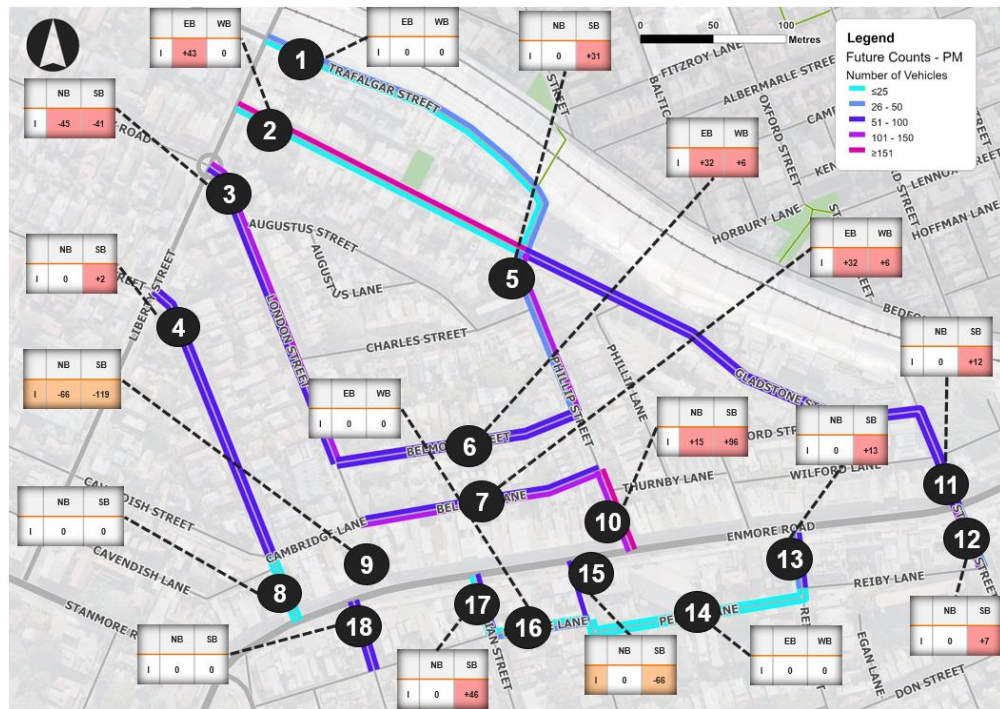 EB WB
I +43 0
EB WB
I 0 0
NB SB
I 0 +31
0 50 100
Metres
Legend
Future Counts - PM
Number of Vehicles
≤25
26 - 50
51 - 100
101 - 150
≥151
FITZROY LANE
ALBERMARLE STREET
OXFORD STREET
STREET
1
TRAFALGAR STREET
NB SB
I -45 -41
ROAD
2
EB WB
I +32 +6
LENNOX
HORBURY LANE
HOFFMAN LANE
3
AUGUSTUS STREET
EB WB
I +32 +6
AUGUSTUS LANE
NB SB
I 0 +2
LIBERTY STREET
5
4
LONDON STREET
CHARLES STREET
PHILLIP STREET
PHILLIP LANE
NB SB
I 0 +12
NB SB
I -66 -119
EB WB
I 0 0
GLADSTONE
NB SB
I +15 +96
NB SB
I 0 +13
6
WILFORD LANE
CAVENDISH STREET
NB SB
I 0 0
7
THURNBY LANE
11
CAMBRIDGE LANE
10
ENMORE ROAD
12
STREET
CAVENDISH LANE
9
13
15
REIBY LANE
STANMORE
8
17
14
16
LANE
18
NB SB
I 0 0
EGAN LANE
NB SB
I 0 +46
NB SB
I 0 -66
EB WB
I 0 0
DON STREET
NB SB
I 0 +7